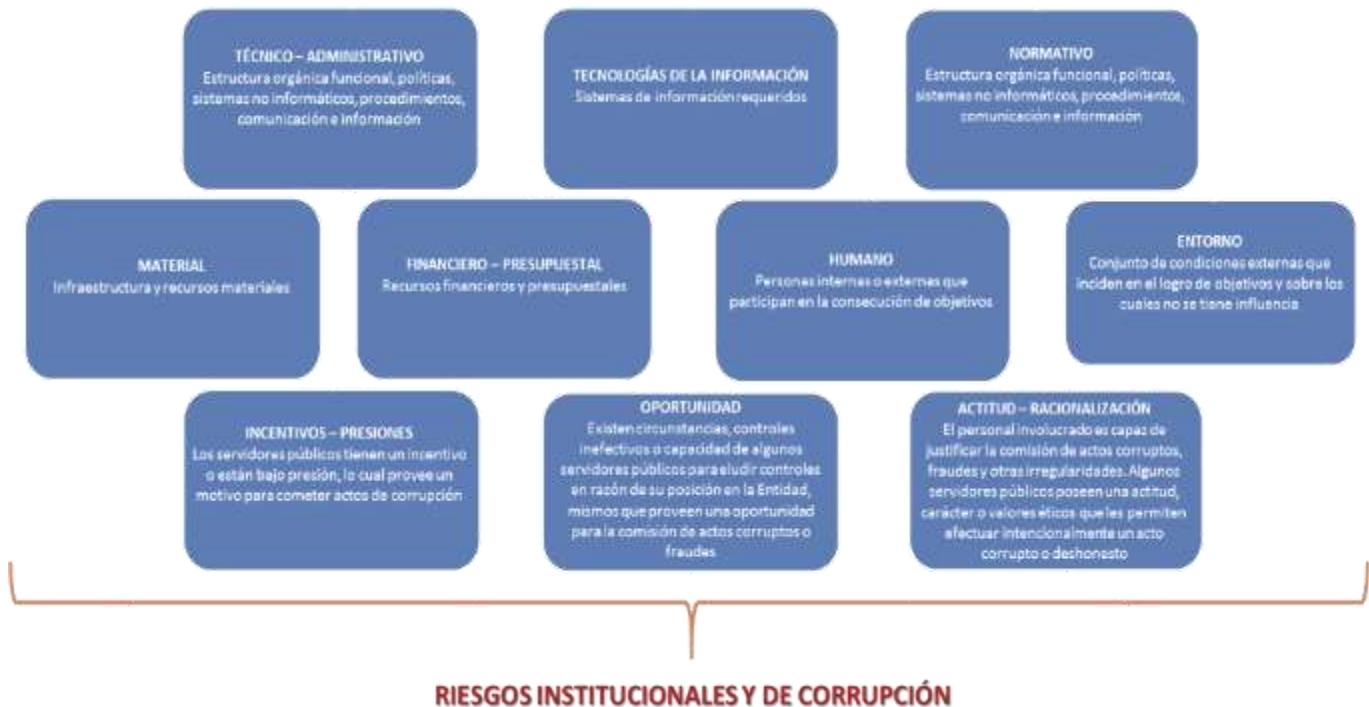 TÉCNICO – ADMINISTRATIVO
Estructura orgánica funcional, políticas,
sistemas no informáticos, procedimientos,
comunicación e información
TECNOLOGÍAS DE LA INFORMACIÓN
Sistemas de información requeridos
NORMATIVO
Estructura orgánica funcional, políticas,
sistemas no informáticos, procedimientos,
comunicación e información
MATERIAL
Infraestructura y recursos materiales
FINANCIERO – PRESUPUESTAL
Recursos financieros y presupuestales
HUMANO
Personas internas o externas que
participan en la consecución de objetivos
ENTORNO
Conjunto de condiciones externas que
inciden en el logro de objetivos y sobre los
cuales no se tiene influencia
INCENTIVOS – PRESIONES
Los servidores públicos tienen un incentivo
o están bajo presión, lo cual provee un
motivo para cometer actos de corrupción
OPORTUNIDAD
Existen circunstancias, controles
inefectivos o capacidad de algunos
servidores públicos para eludir controles
en razón de su posición en la Entidad,
mismos que proveen una oportunidad
para la comisión de actos corruptos o
fraudes
ACTITUD – RACIONALIZACIÓN
El personal involucrado es capaz de
justificar la comisión de actos corruptos,
fraudes y otras irregularidades. Algunos
servidores públicos poseen una actitud,
carácter o valores éticos que les permiten
efectuar intencionalmente un acto
corrupto o deshonesto
RIESGOS INSTITUCIONALES Y DE CORRUPCIÓN